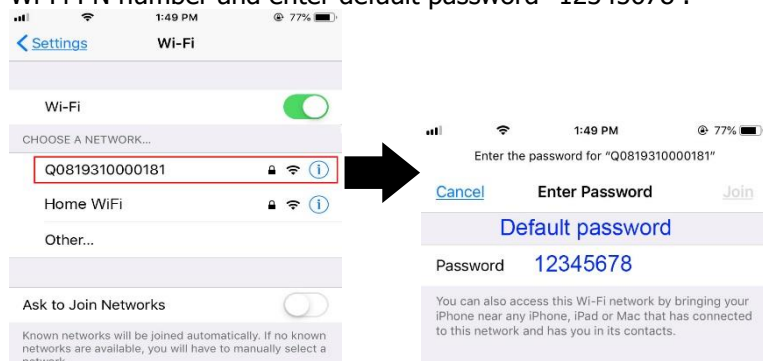 Wi-Fi PN number and enter default password "12345678".
1:49 PM
77%
Settings
Wi-Fi
Wi-Fi
CHOOSE A NETWORK...
Q0819310000181
Home WiFi
Other...
Ask to Join Networks
Known networks will be joined automatically. If no known
networks are available, you will have to manually select a
network.
1:49 PM
77%
Enter the password for “Q0819310000181”
Cancel
Enter Password
Join
Default password
Password
12345678
You can also access this Wi-Fi network by bringing your
iPhone near any iPhone, iPad or Mac that has connected
to this network and has you in its contacts.